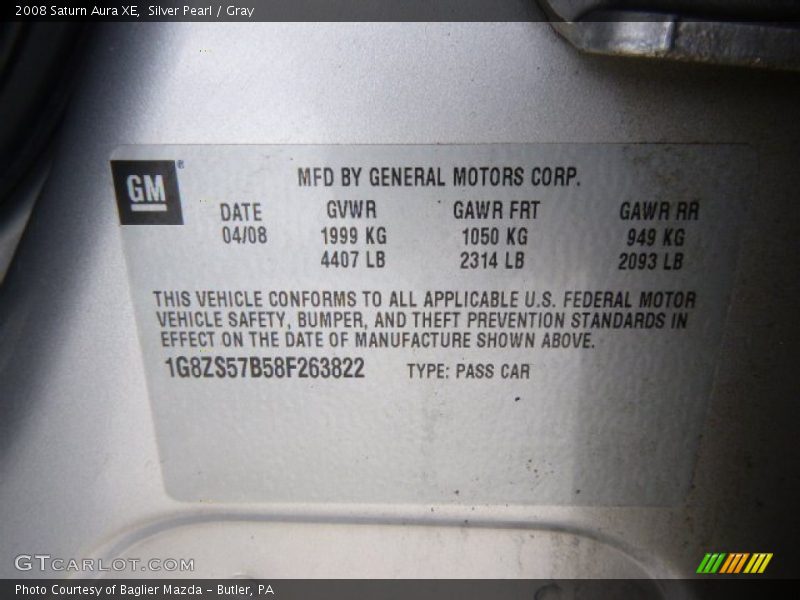 2008 Saturn Aura XE, Silver Pearl / Gray
GM®
MFD BY GENERAL MOTORS CORP.
DATE GVWR GAWR FRT GAWR RR
04/08 1999 KG 1050 KG 949 KG
4407 LB 2314 LB 2093 LB
THIS VEHICLE CONFORMS TO ALL APPLICABLE U.S. FEDERAL MOTOR
VEHICLE SAFETY, BUMPER, AND THEFT PREVENTION STANDARDS IN
EFFECT ON THE DATE OF MANUFACTURE SHOWN ABOVE.
1G8ZS57B58F263822 TYPE: PASS CAR
GTCARLOT.COM
Photo Courtesy of Baglier Mazda - Butler, PA